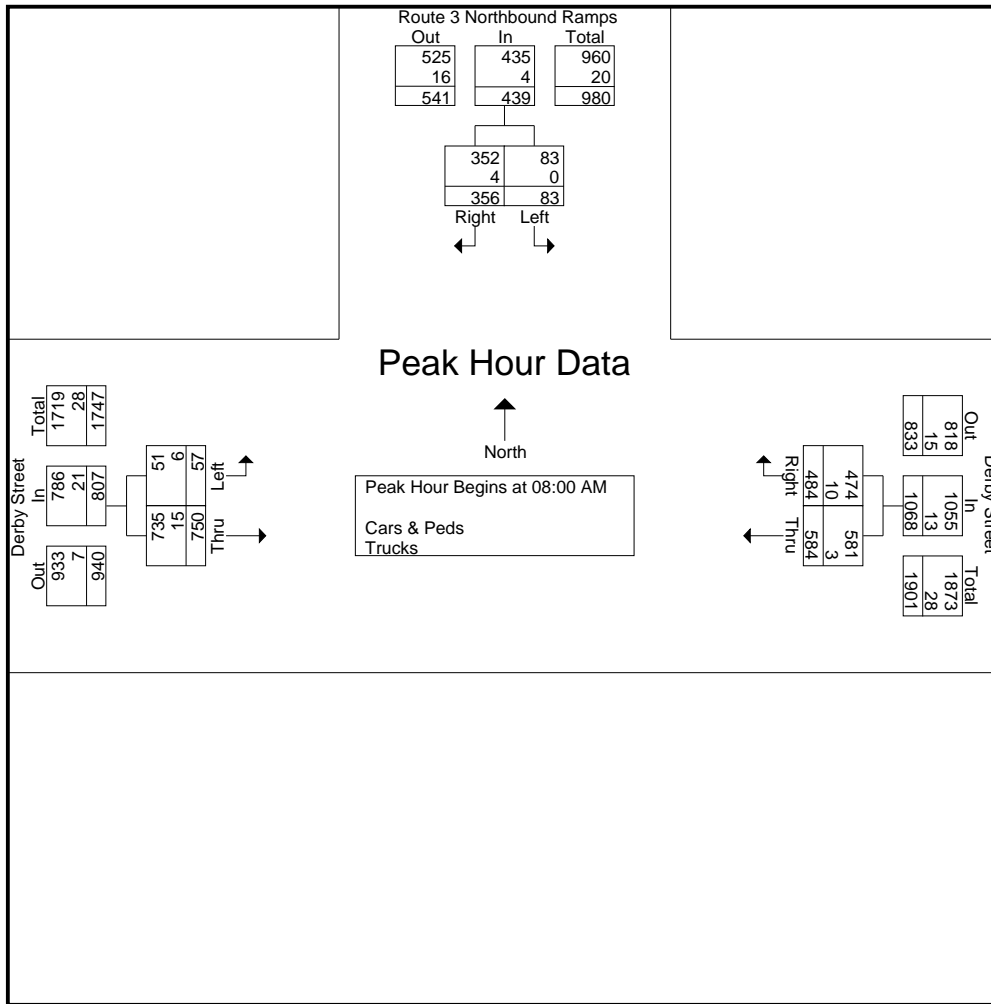 Route 3 Northbound Ramps
Out In Total
525 435 960
16 4 20
541 439 980
352 83
4 0
356 83
Right Left
Peak Hour Data
North
Peak Hour Begins at 08:00 AM
Cars & Peds
Trucks
Derby Street
Total In Out
1719 786 933
28 21 7
1747 807 940
51 735
6 15
57 750
Left Thru
Derby Street
Out In Total
818 1055 1873
15 13 28
833 1068 1901
474 581
10 3
484 584
Right Thru